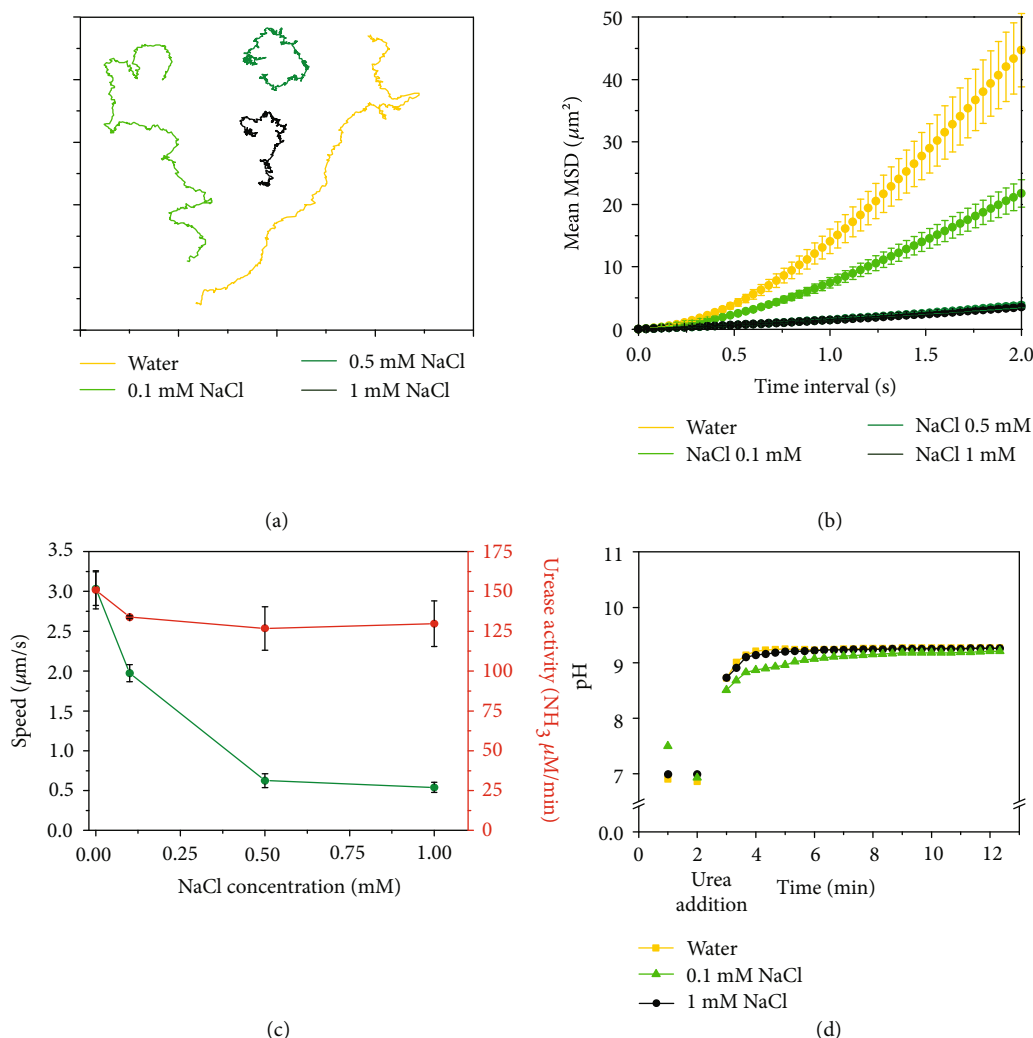 Water
0.1 mM NaCl
0.5 mM NaCl
1 mM NaCl
(a)
50
40
30
20
10
0
Mean MSD (μm²)
0.0 0.5 1.0 1.5 2.0
Time interval (s)
Water
NaCl 0.1 mM
NaCl 0.5 mM
NaCl 1 mM
(b)
3.5
3.0
2.5
2.0
1.5
1.0
0.5
0.0
Speed (μm/s)
175
150
125
100
75
50
25
0
Urease activity (NH3 μM/min)
0.00 0.25 0.50 0.75 1.00
NaCl concentration (mM)
(c)
11
10
9
8
7
0.0
pH
0 2 4 6 8 10 12
Urea
addition
Time (min)
Water
0.1 mM NaCl
1 mM NaCl
(d)